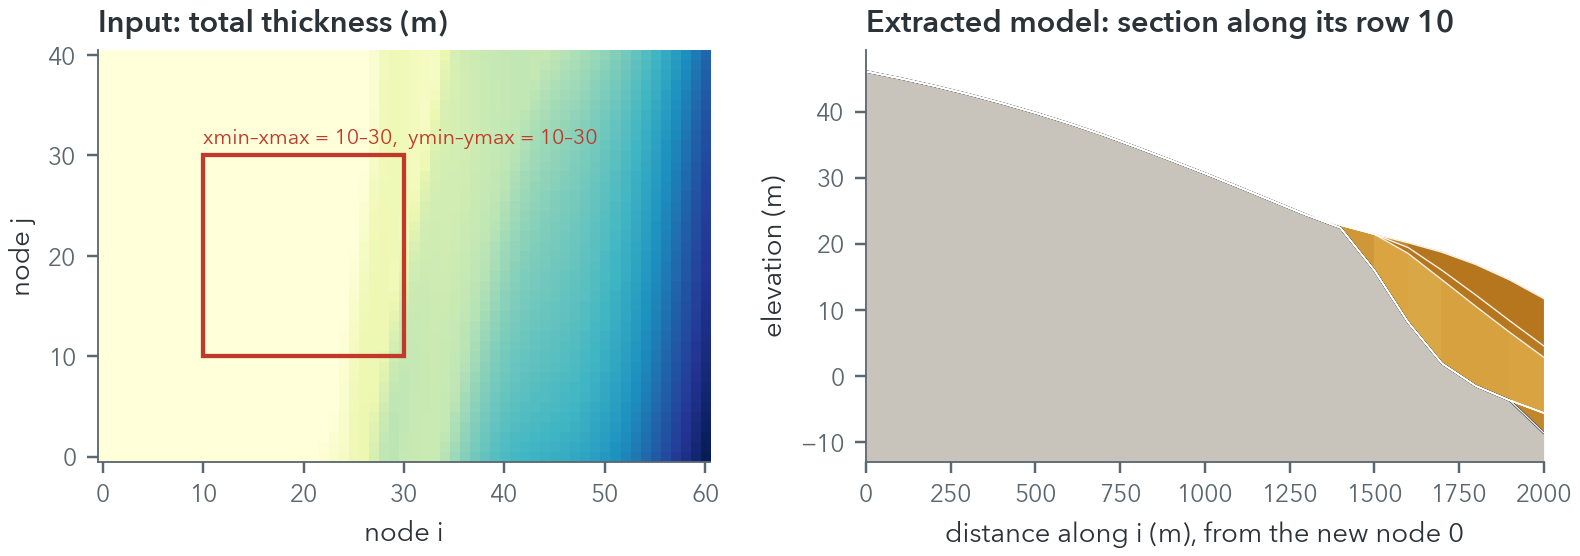 Input: total thickness (m)
40
30
20
10
0
node j
xmin–xmax = 10–30, ymin–ymax = 10–30
0 10 20 30 40 50 60
node i
Extracted model: section along its row 10
40
30
20
10
0
−10
elevation (m)
0 250 500 750 1000 1250 1500 1750 2000
distance along i (m), from the new node 0